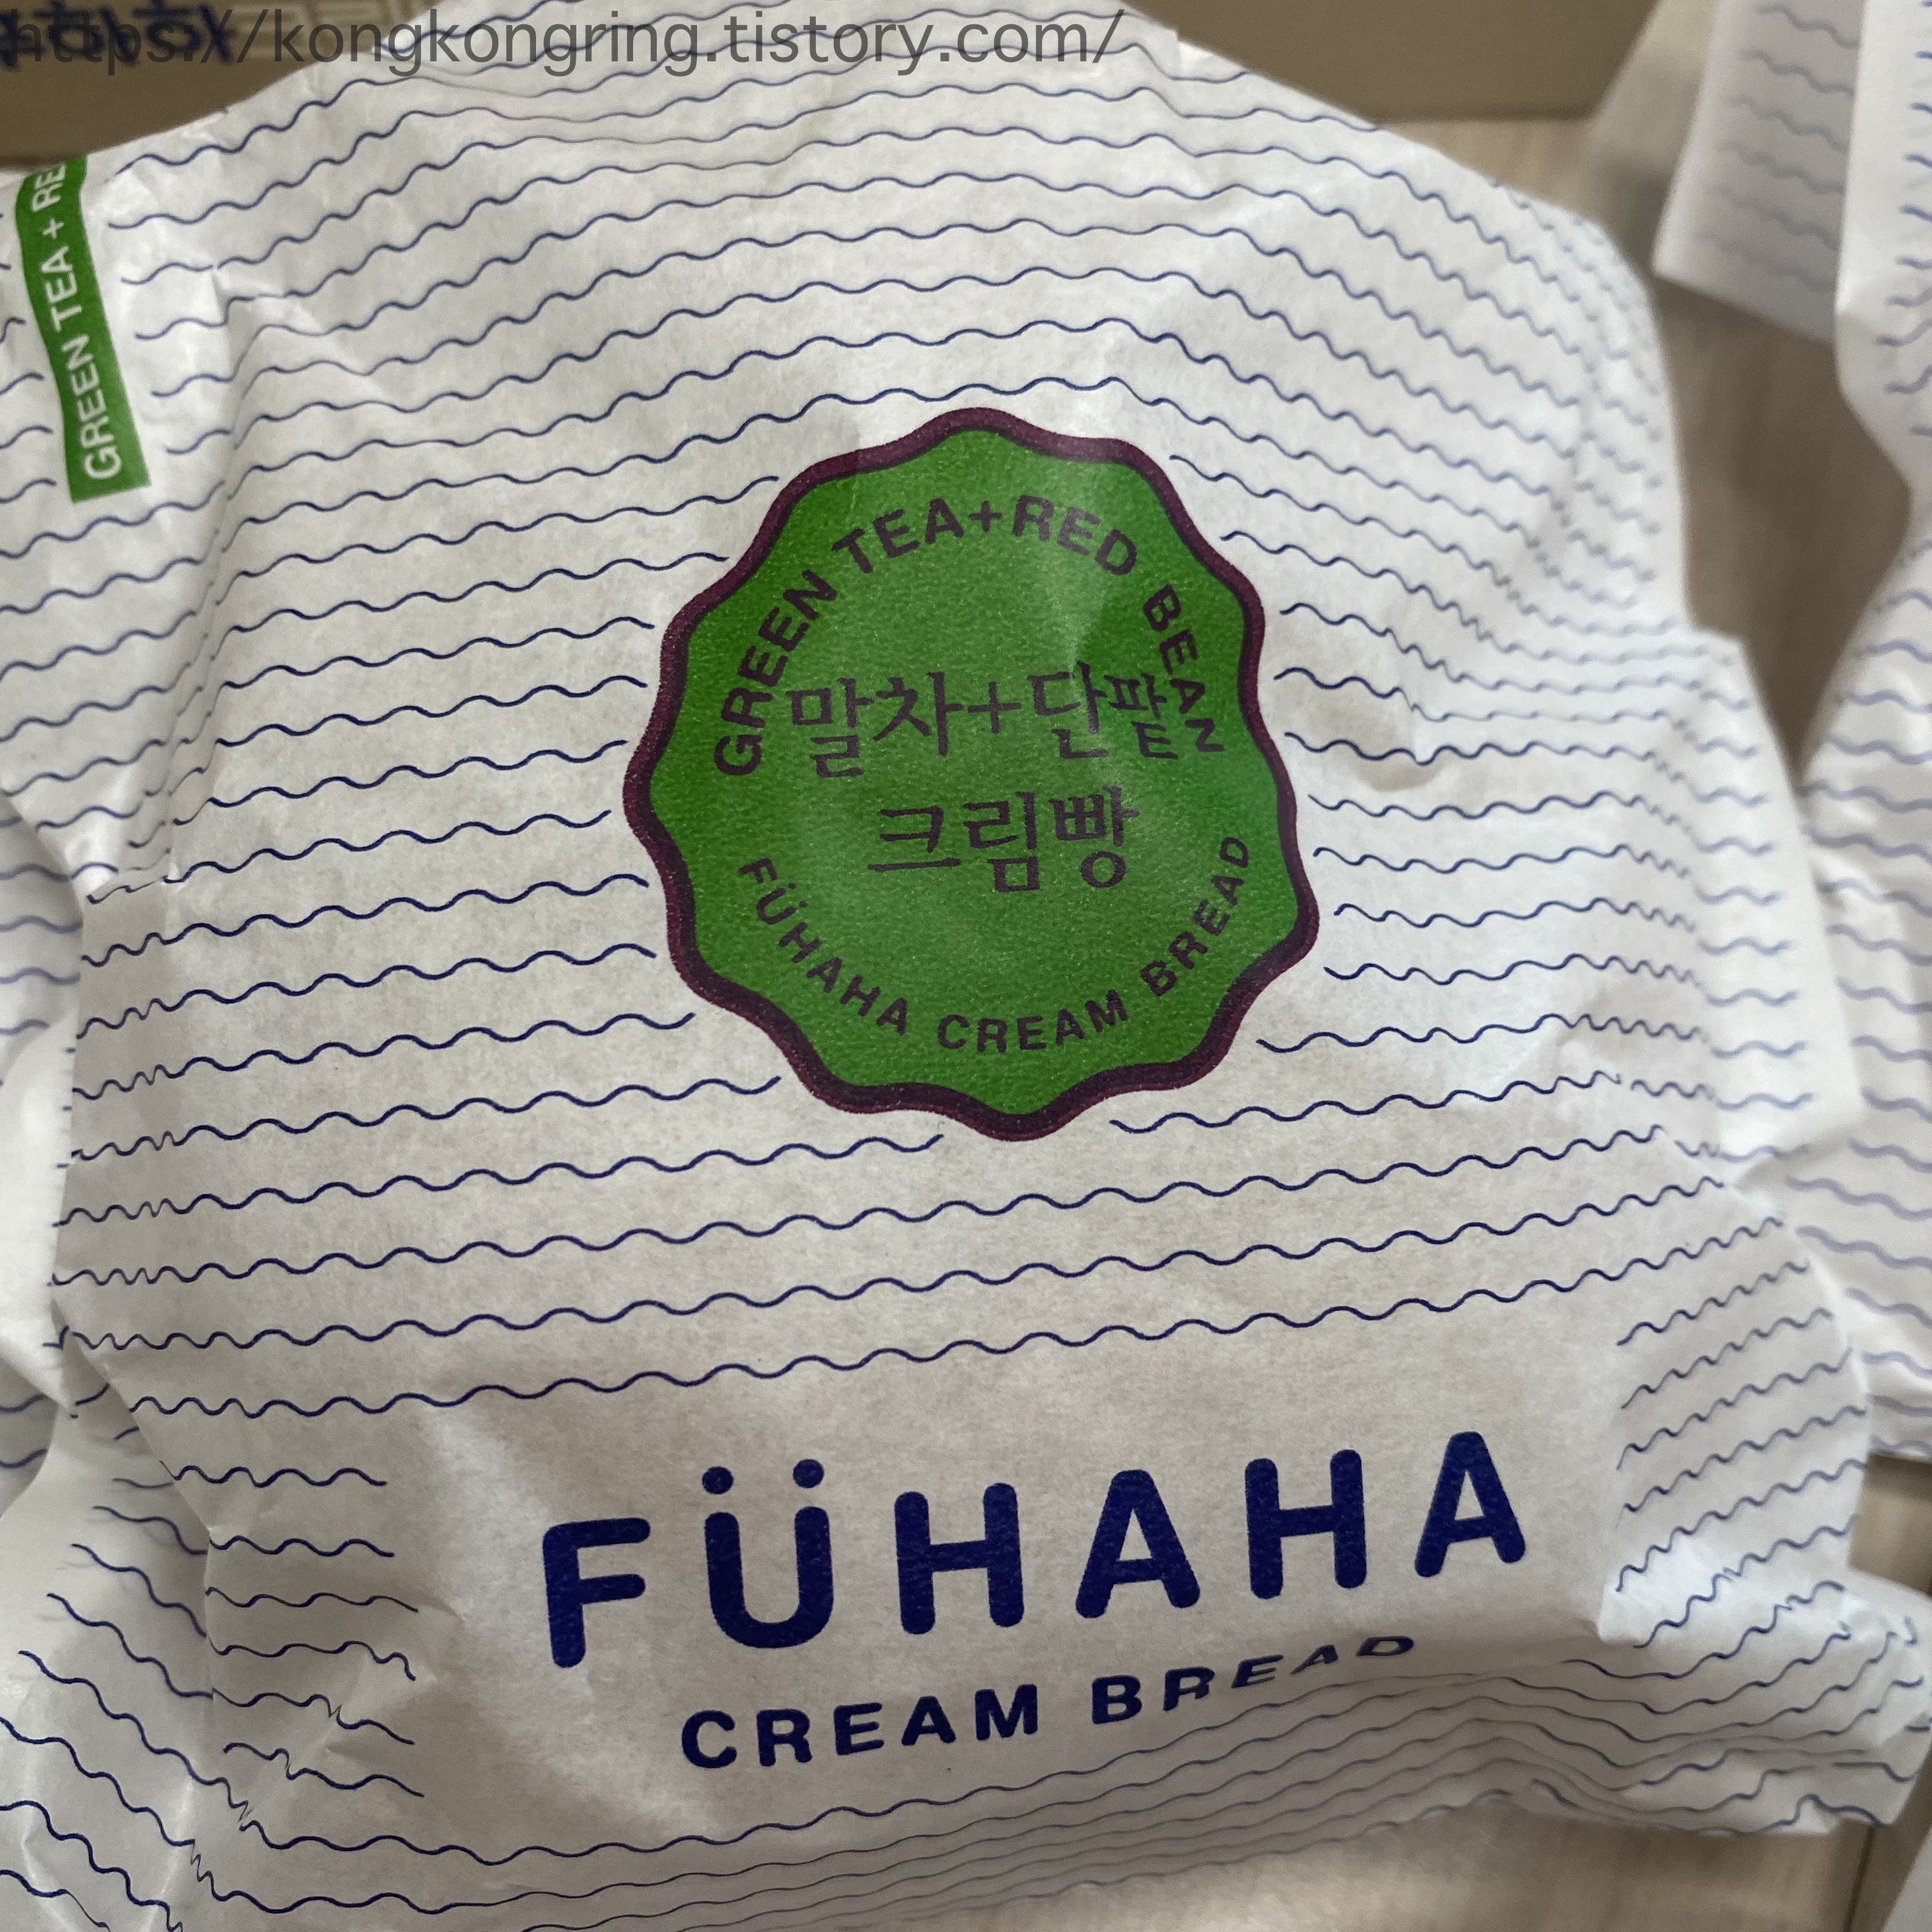 https://kongkongring.tistory.com/
GREEN TEA + RE
GREEN TEA+RED BEAN
말차+단팥
크림빵
FÜHAHA CREAM BREAD
FÜHAHA
CREAM BREAD